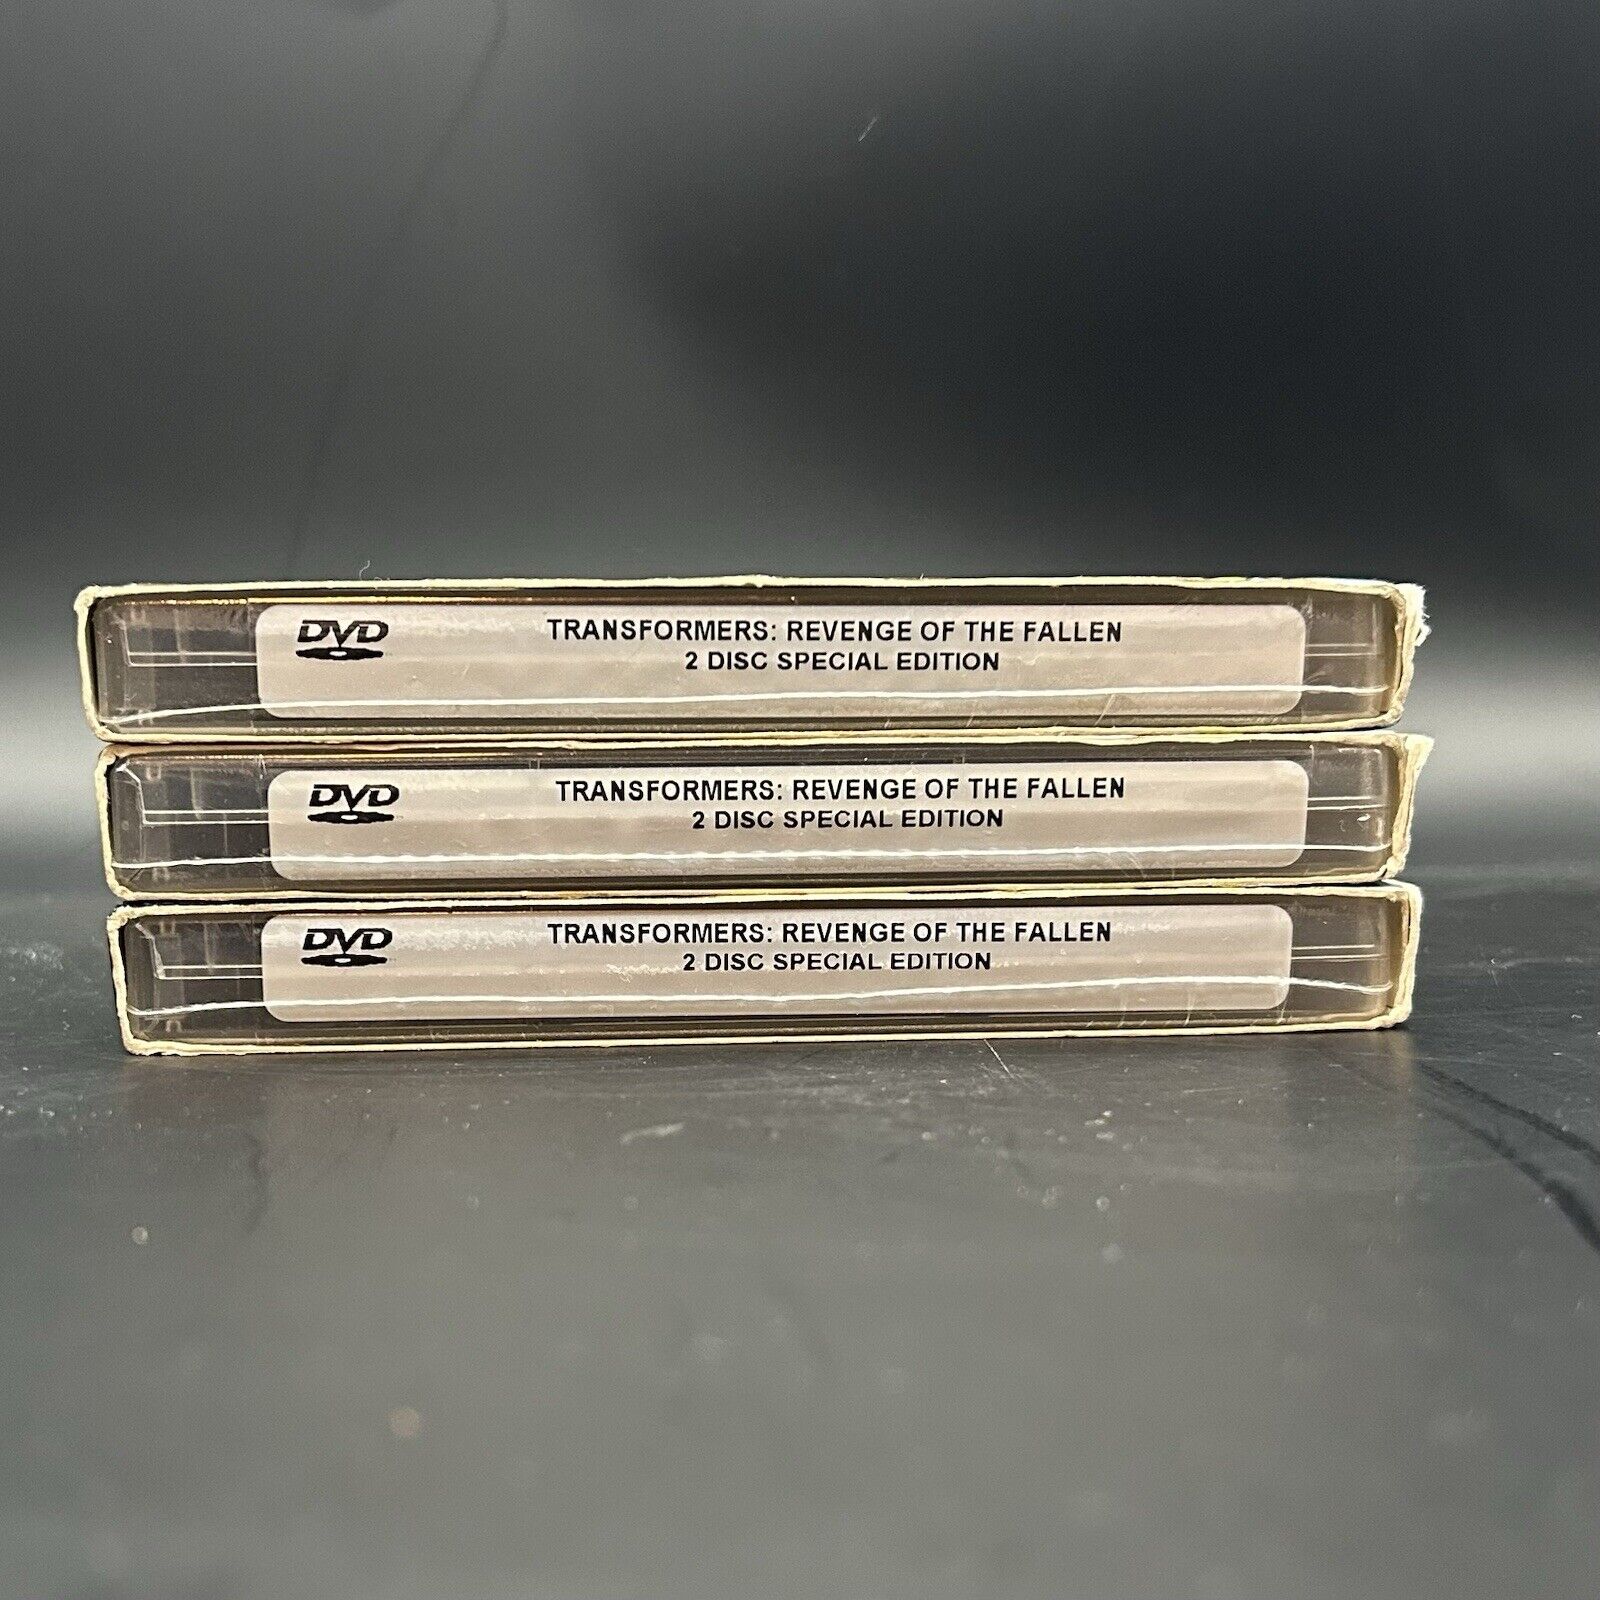 DVD
TRANSFORMERS: REVENGE OF THE FALLEN
2 DISC SPECIAL EDITION
DVD
TRANSFORMERS: REVENGE OF THE FALLEN
2 DISC SPECIAL EDITION
DVD
TRANSFORMERS: REVENGE OF THE FALLEN
2 DISC SPECIAL EDITION